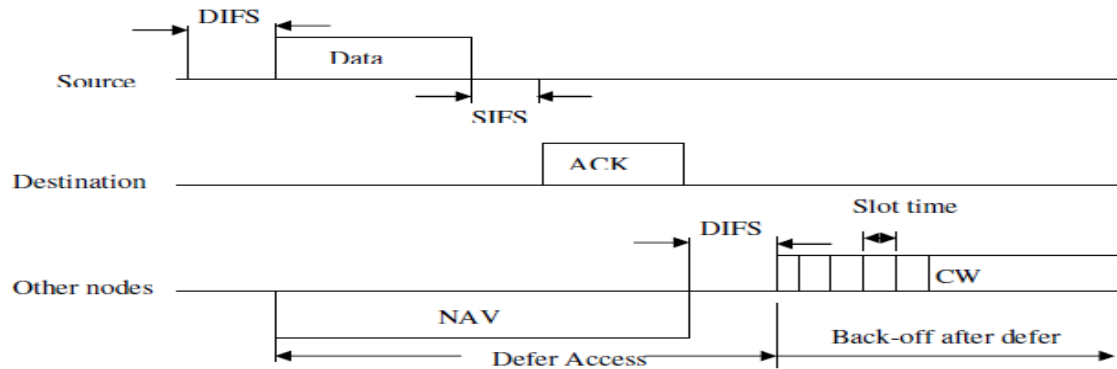 DIFS
Data
Source
SIFS
ACK
Destination
Slot time
DIFS
Other nodes
CW
NAV
Back-off after defer
Defer Access